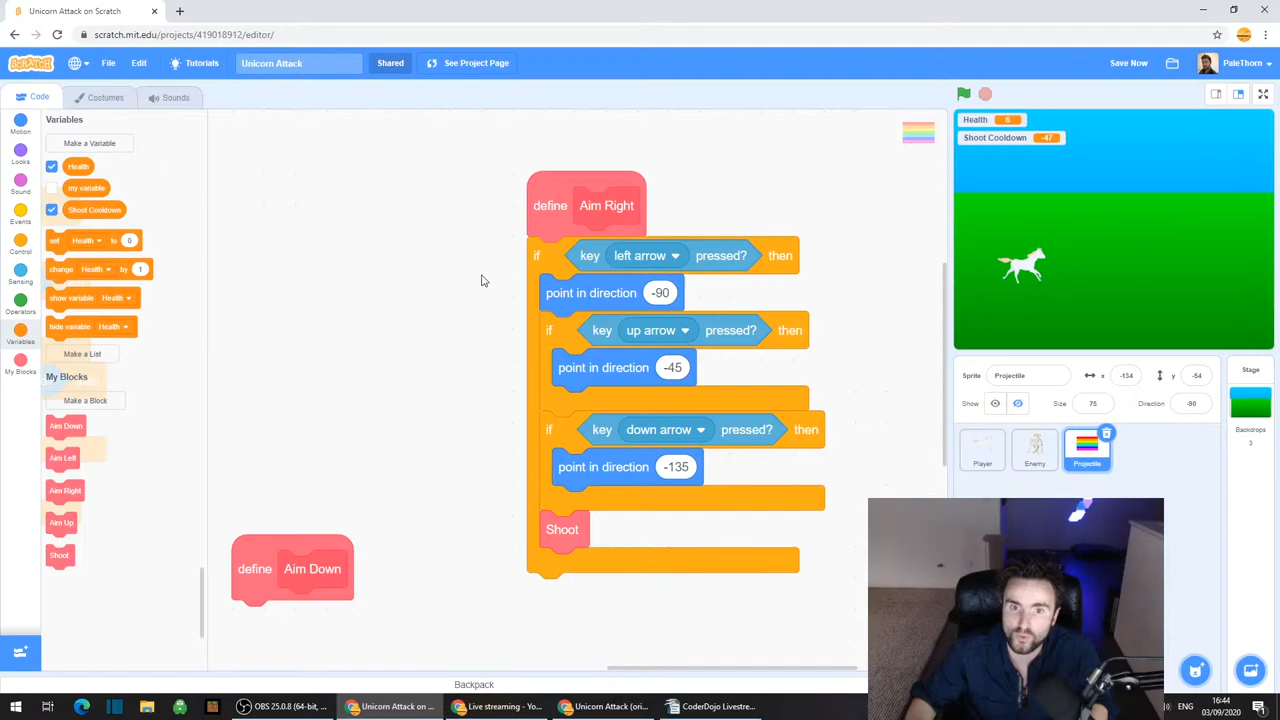 Unicorn Attack on Scratch
scratch.mit.edu/projects/419018912/editor/
SCRATCH
File
Edit
Tutorials
Unicorn Attack
Shared
See Project Page
Save Now
PaleThorn
Code
Costumes
Sounds
Motion
Looks
Sound
Events
Control
Sensing
Operators
Variables
My Blocks
Variables
Make a Variable
Health
my variable
Shoot Cooldown
set Health to 0
change Health by 1
show variable Health
hide variable Health
Make a List
My Blocks
Make a Block
Aim Down
Aim Left
Aim Right
Aim Up
Shoot
define Aim Right
if key left arrow pressed? then
point in direction -90
if key up arrow pressed? then
point in direction -45
if key down arrow pressed? then
point in direction -135
Shoot
define Aim Down
Health 6
Shoot Cooldown -47
Sprite Projectile x -134 y -54
Show Size 75 Direction -90
Player
Enemy
Projectile
Stage
Backdrops
3
Backpack
OBS 25.0.8 (64-bit, ...
Unicorn Attack on ...
Live streaming - Yo...
Unicorn Attack (ori...
CoderDojo Livestre...
ENG
16:44
03/09/2020